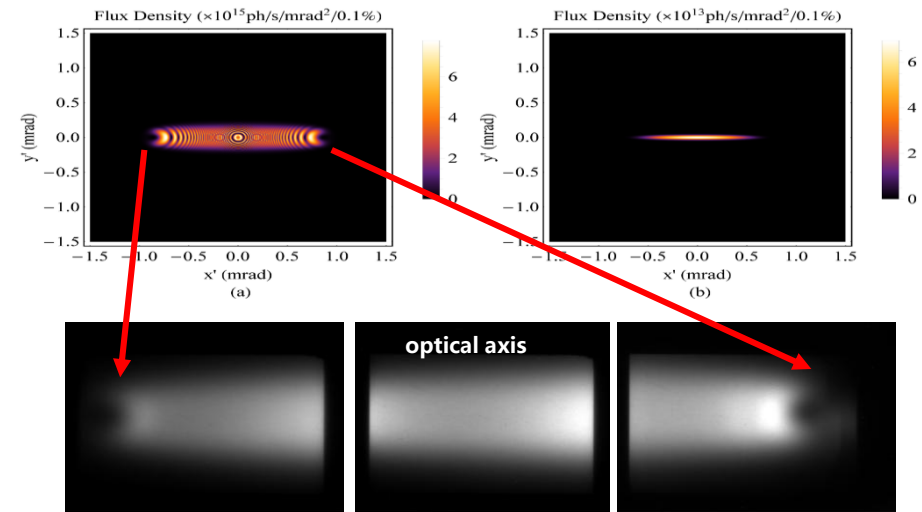 Flux Density (×10¹⁵ph/s/mrad²/0.1%)
1.5
1.0
0.5
0.0
−0.5
−1.0
−1.5
y' (mrad)
−1.5 −1.0 −0.5 0.0 0.5 1.0 1.5
x' (mrad)
(a)
6
4
2
0
Flux Density (×10¹³ph/s/mrad²/0.1%)
1.5
1.0
0.5
0.0
−0.5
−1.0
−1.5
y' (mrad)
−1.5 −1.0 −0.5 0.0 0.5 1.0 1.5
x' (mrad)
(b)
6
4
2
0
optical axis